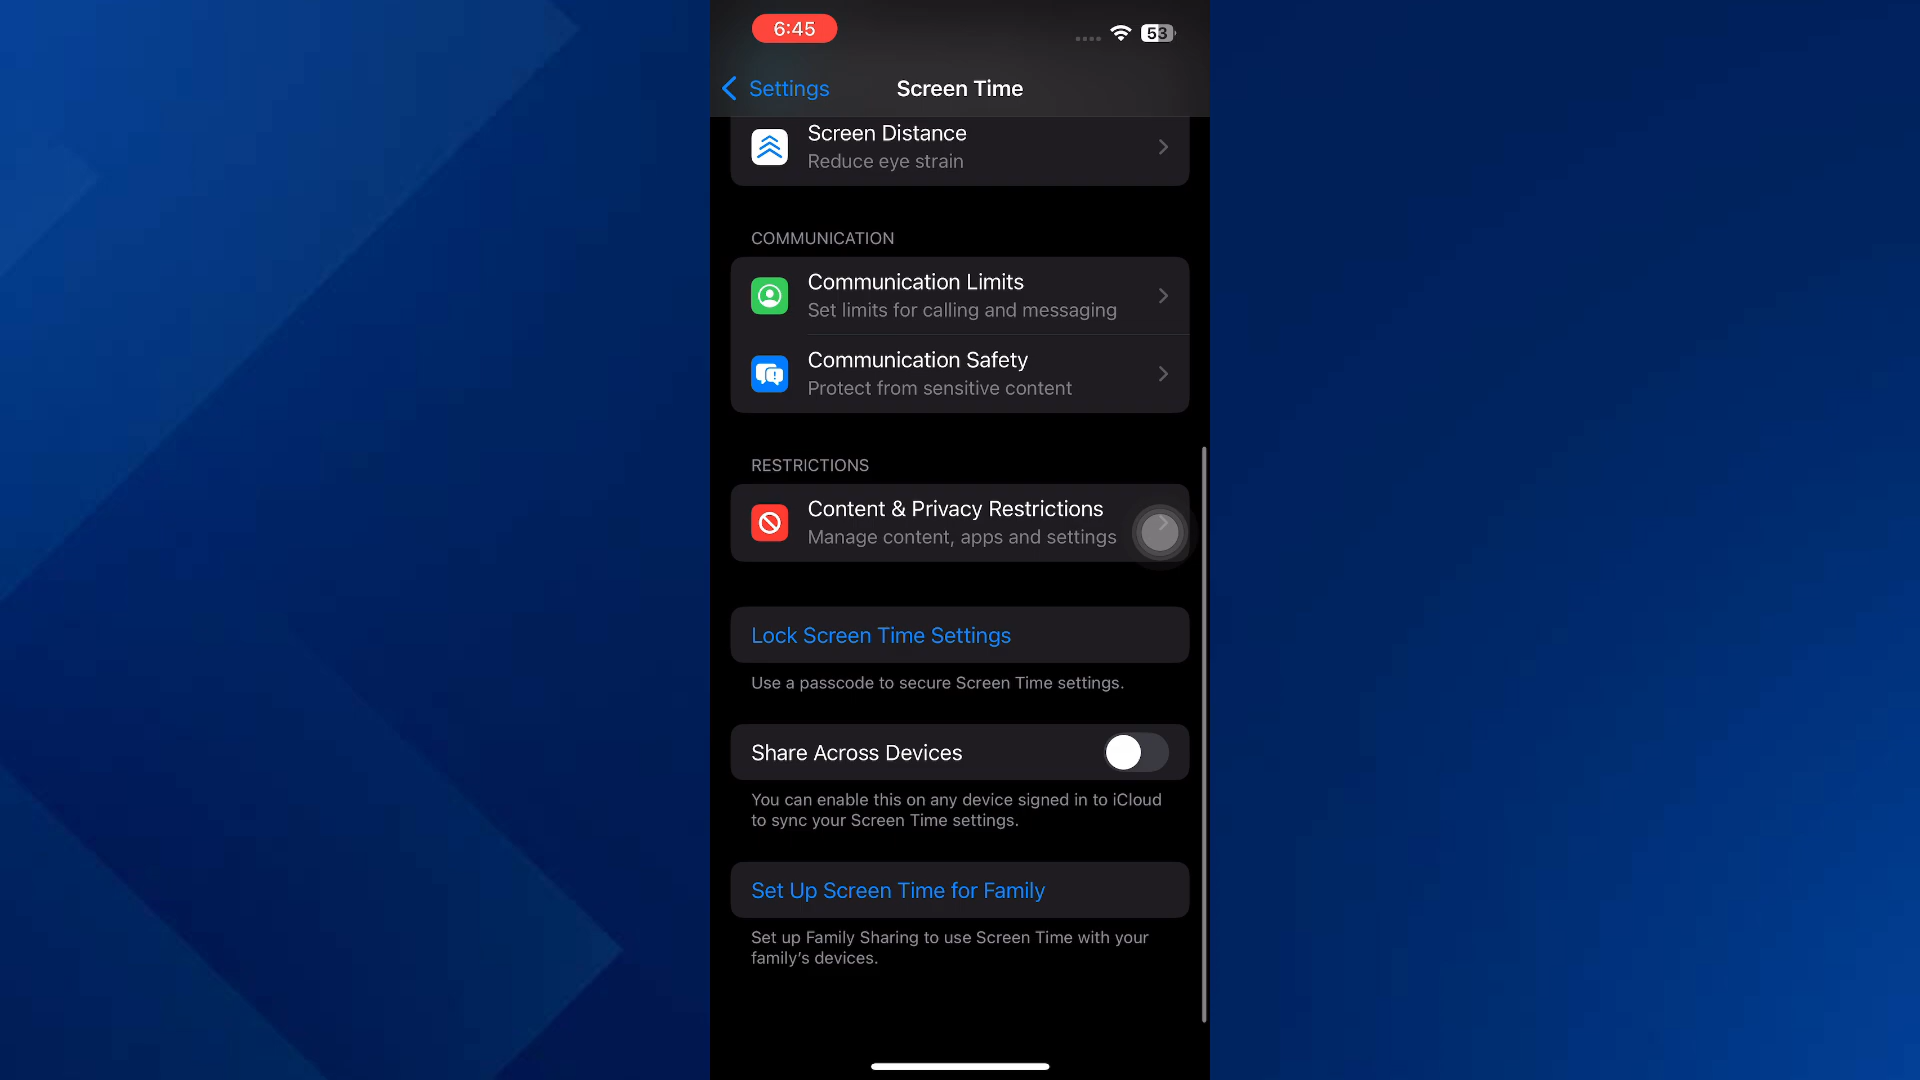 6:45
53
Settings
Screen Time
Screen Distance
Reduce eye strain
COMMUNICATION
Communication Limits
Set limits for calling and messaging
Communication Safety
Protect from sensitive content
RESTRICTIONS
Content & Privacy Restrictions
Manage content, apps and settings
Lock Screen Time Settings
Use a passcode to secure Screen Time settings.
Share Across Devices
You can enable this on any device signed in to iCloud
to sync your Screen Time settings.
Set Up Screen Time for Family
Set up Family Sharing to use Screen Time with your
family’s devices.